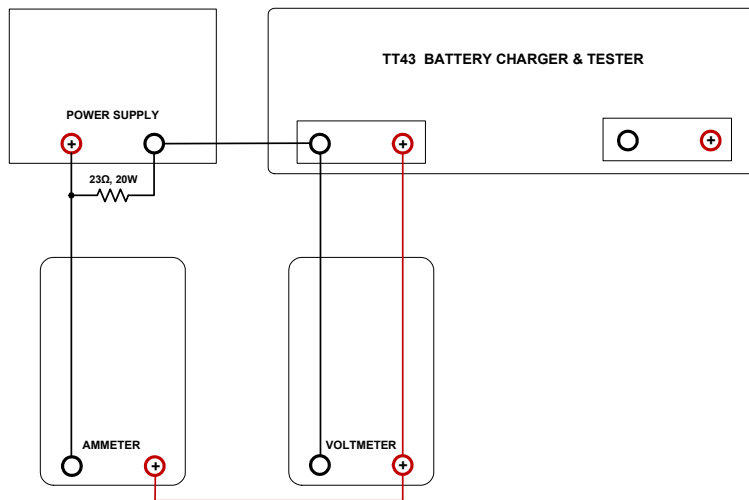 TT43 BATTERY CHARGER & TESTER
POWER SUPPLY
23Ω, 20W
AMMETER
VOLTMETER